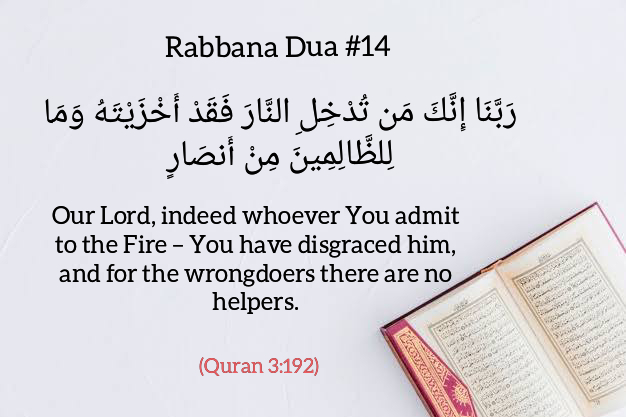 Rabbana Dua #14
رَبَّنَا إِنَّكَ مَن تُدْخِلِ النَّارَ فَقَدْ أَخْزَيْتَهُ وَمَا
لِلظَّالِمِينَ مِنْ أَنصَارٍ
Our Lord, indeed whoever You admit
to the Fire – You have disgraced him,
and for the wrongdoers there are no
helpers.
(Quran 3:192)